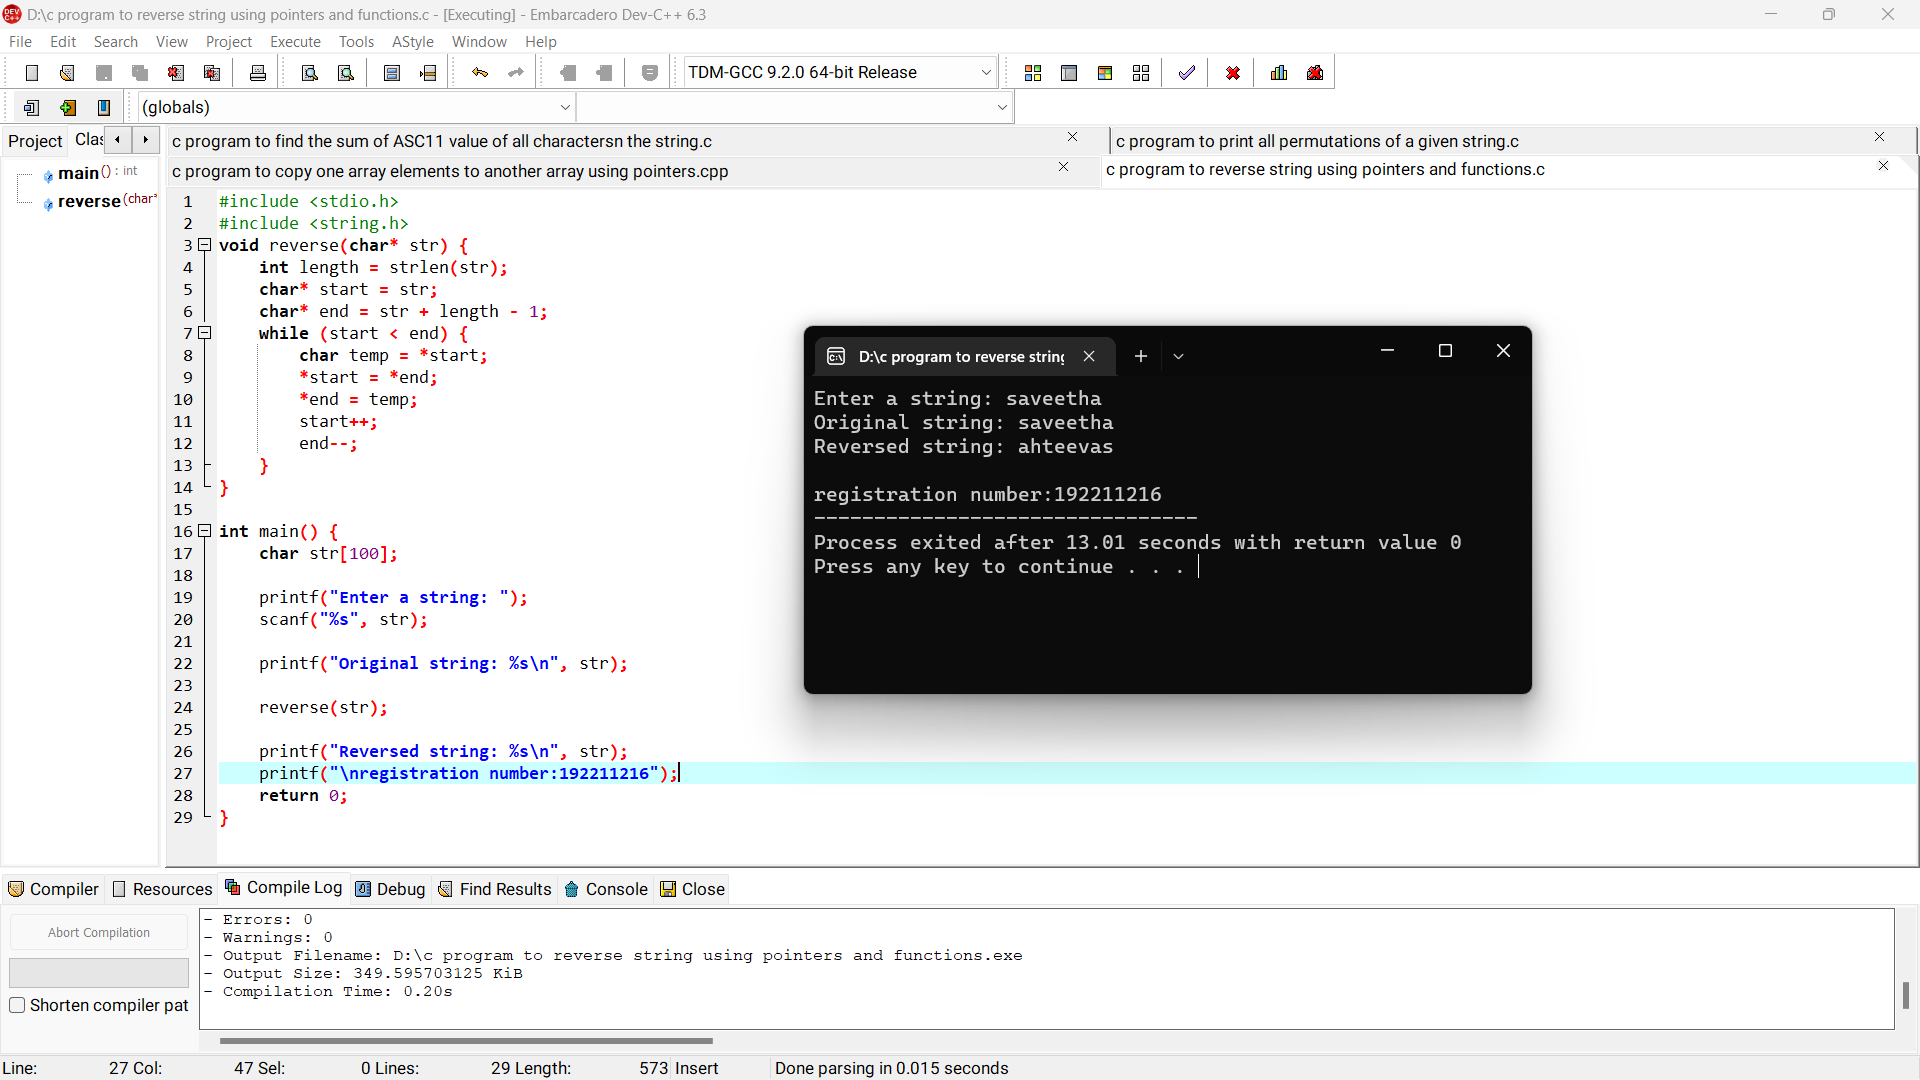 D:\c program to reverse string using pointers and functions.c - [Executing] - Embarcadero Dev-C++ 6.3
File Edit Search View Project Execute Tools AStyle Window Help
TDM-GCC 9.2.0 64-bit Release
(globals)
Project Clas
c program to find the sum of ASC11 value of all charactersn the string.c
c program to print all permutations of a given string.c
c program to copy one array elements to another array using pointers.cpp
c program to reverse string using pointers and functions.c
main() : int
reverse(char*
1 #include <stdio.h>
2 #include <string.h>
3 void reverse(char* str) {
4 int length = strlen(str);
5 char* start = str;
6 char* end = str + length - 1;
7 while (start < end) {
8 char temp = *start;
9 *start = *end;
10 *end = temp;
11 start++;
12 end--;
13 }
14 }
15
16 int main() {
17 char str[100];
18
19 printf("Enter a string: ");
20 scanf("%s", str);
21
22 printf("Original string: %s\n", str);
23
24 reverse(str);
25
26 printf("Reversed string: %s\n", str);
27 printf("\nregistration number:192211216");
28 return 0;
29 }
D:\c program to reverse string
Enter a string: saveetha
Original string: saveetha
Reversed string: ahteevas
registration number:192211216
--------------------------------
Process exited after 13.01 seconds with return value 0
Press any key to continue . . .
Compiler Resources Compile Log Debug Find Results Console Close
Abort Compilation
Shorten compiler pat
- Errors: 0
- Warnings: 0
- Output Filename: D:\c program to reverse string using pointers and functions.exe
- Output Size: 349.595703125 KiB
- Compilation Time: 0.20s
Line: 27 Col: 47 Sel: 0 Lines: 29 Length: 573 Insert Done parsing in 0.015 seconds